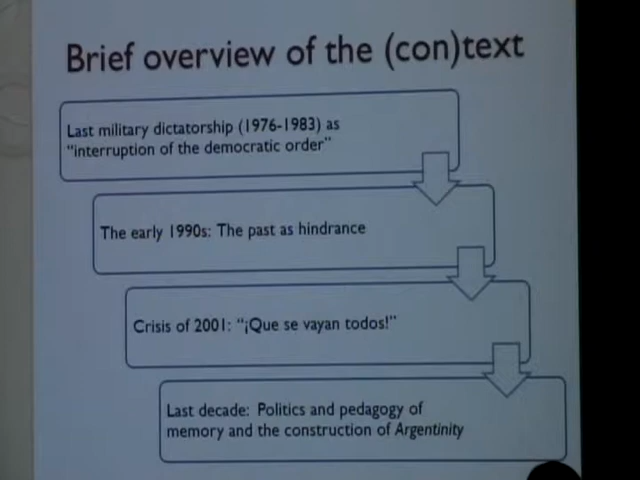 Brief overview of the (con)text
Last military dictatorship (1976-1983) as
"interruption of the democratic order"
The early 1990s: The past as hindrance
Crisis of 2001: "¡Que se vayan todos!"
Last decade: Politics and pedagogy of
memory and the construction of Argentinity